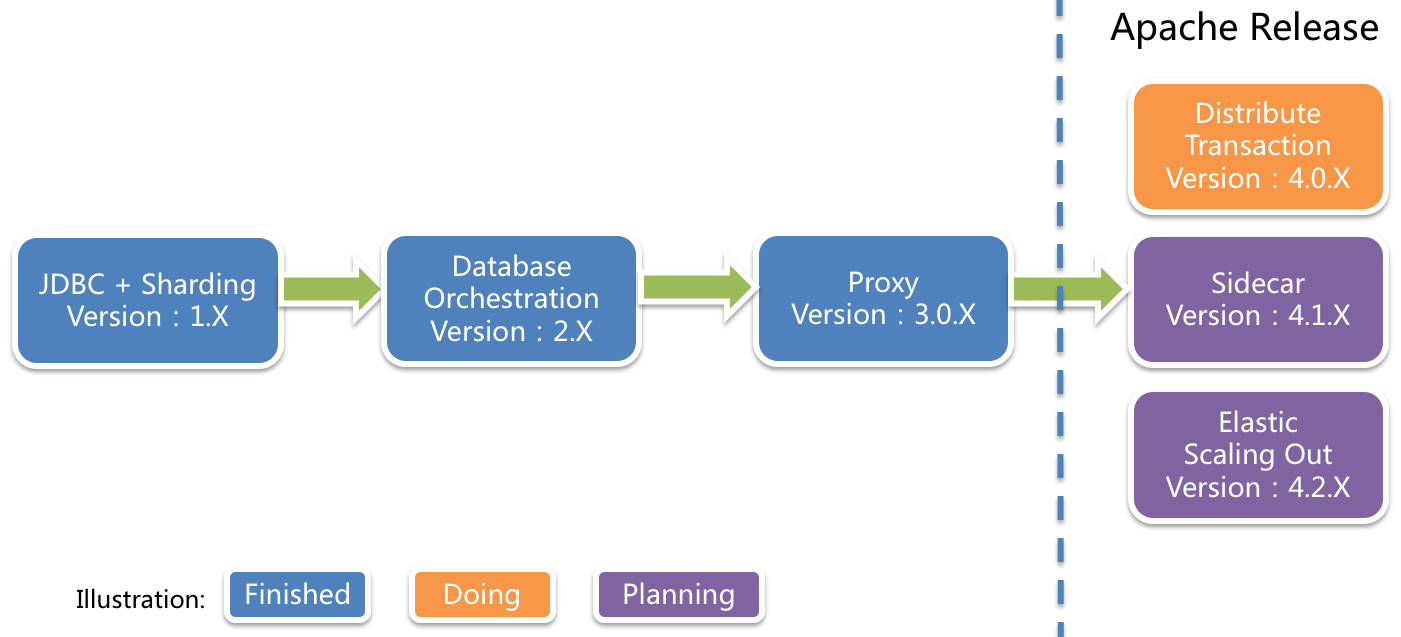 Apache Release
Distribute
Transaction
Version：4.0.X
JDBC + Sharding
Version：1.X
Database
Orchestration
Version：2.X
Proxy
Version：3.0.X
Sidecar
Version：4.1.X
Elastic
Scaling Out
Version：4.2.X
Illustration:
Finished
Doing
Planning